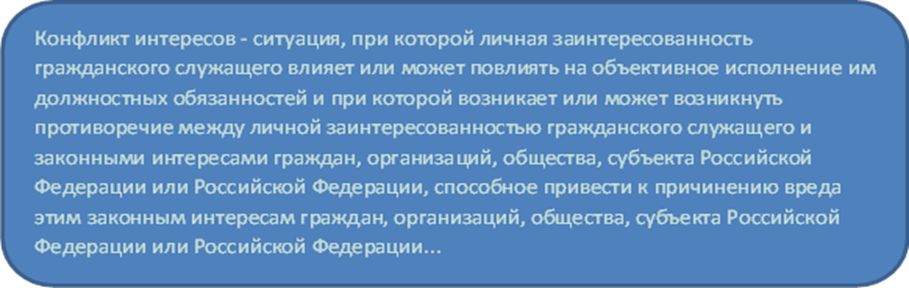 Конфликт интересов - ситуация, при которой личная заинтересованность
гражданского служащего влияет или может повлиять на объективное исполнение им
должностных обязанностей и при которой возникает или может возникнуть
противоречие между личной заинтересованностью гражданского служащего и
законными интересами граждан, организаций, общества, субъекта Российской
Федерации или Российской Федерации, способное привести к причинению вреда
этим законным интересам граждан, организаций, общества, субъекта Российской
Федерации или Российской Федерации...